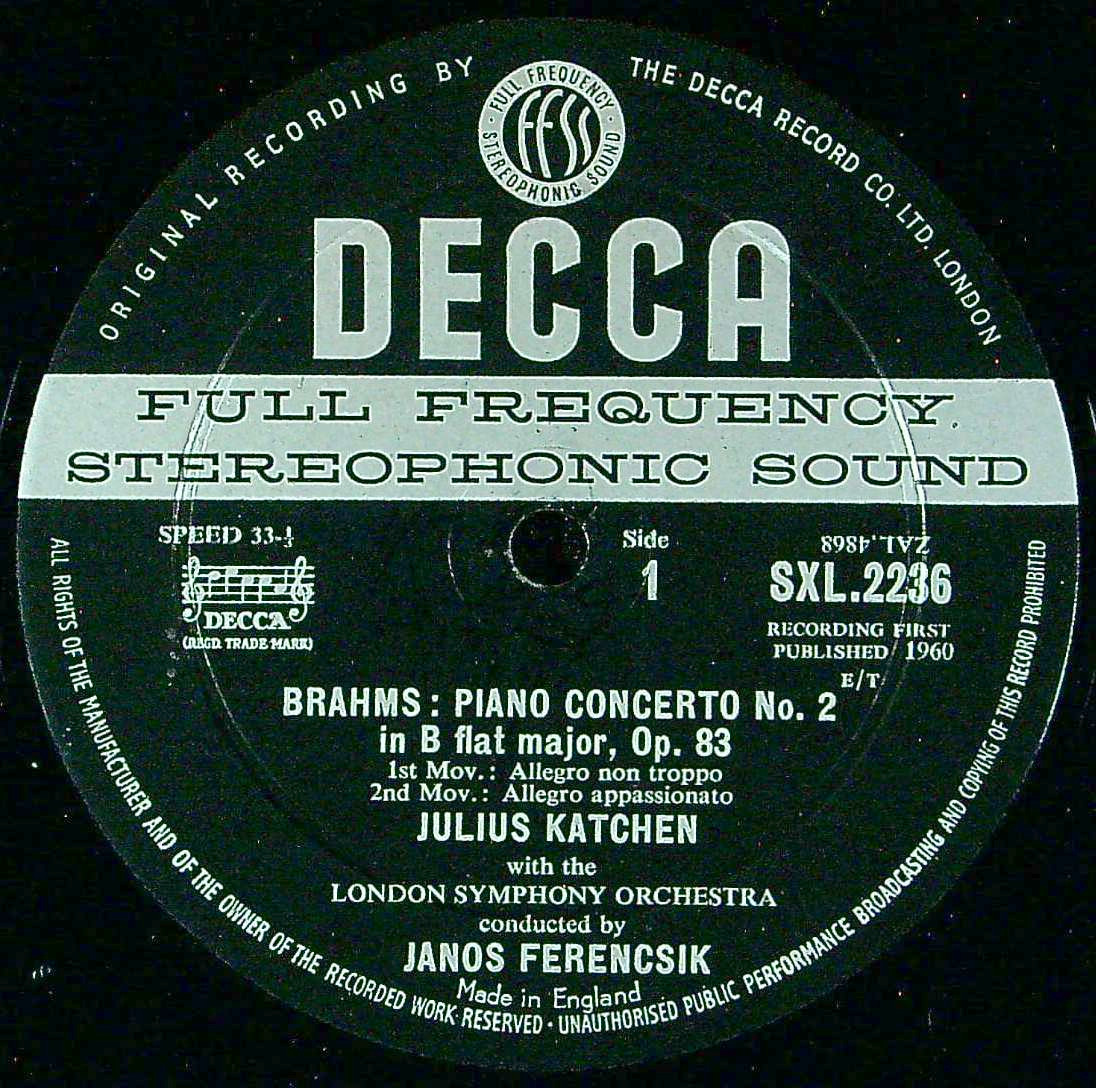 ORIGINAL RECORDING BY
THE DECCA RECORD CO. LTD. LONDON
FULL FREQUENCY
FFSS
STEREOPHONIC SOUND
DECCA
FULL FREQUENCY
STEREOPHONIC SOUND
SPEED 33-⅓
DECCA
(REGD. TRADE MARK)
Side
1
ZAL.4868
SXL.2236
RECORDING FIRST
PUBLISHED 1960
E/T
BRAHMS : PIANO CONCERTO No. 2
in B flat major, Op. 83
1st Mov.: Allegro non troppo
2nd Mov.: Allegro appassionato
JULIUS KATCHEN
with the
LONDON SYMPHONY ORCHESTRA
conducted by
JANOS FERENCSIK
Made in England
ALL RIGHTS OF THE MANUFACTURER AND OF THE OWNER OF THE RECORDED WORK RESERVED · UNAUTHORISED PUBLIC PERFORMANCE BROADCASTING AND COPYING OF THIS RECORD PROHIBITED